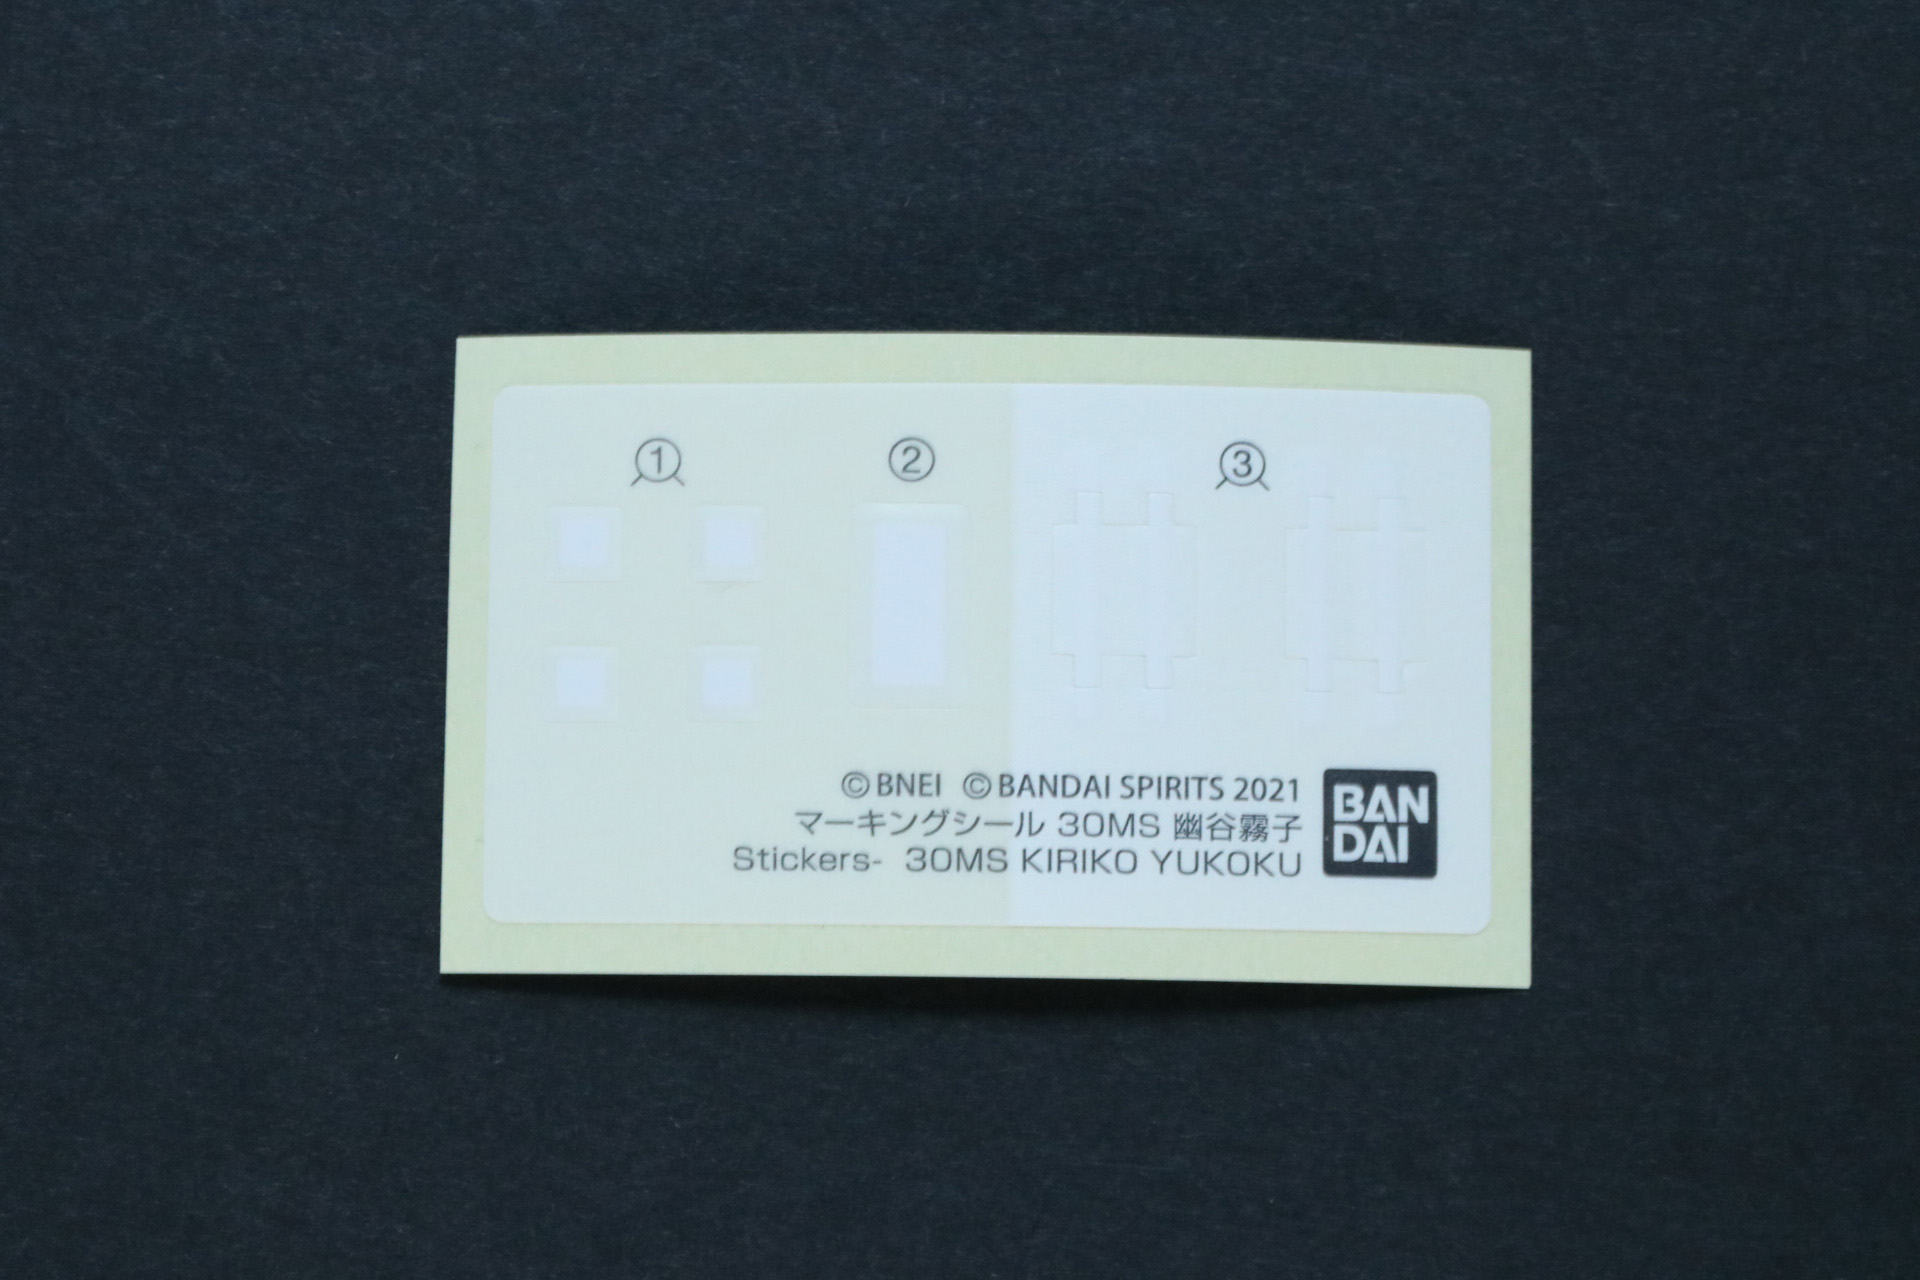 ① ② ③
©BNEI ©BANDAI SPIRITS 2021
マーキングシール 30MS 幽谷霧子
Stickers- 30MS KIRIKO YUKOKU
BAN
DAI